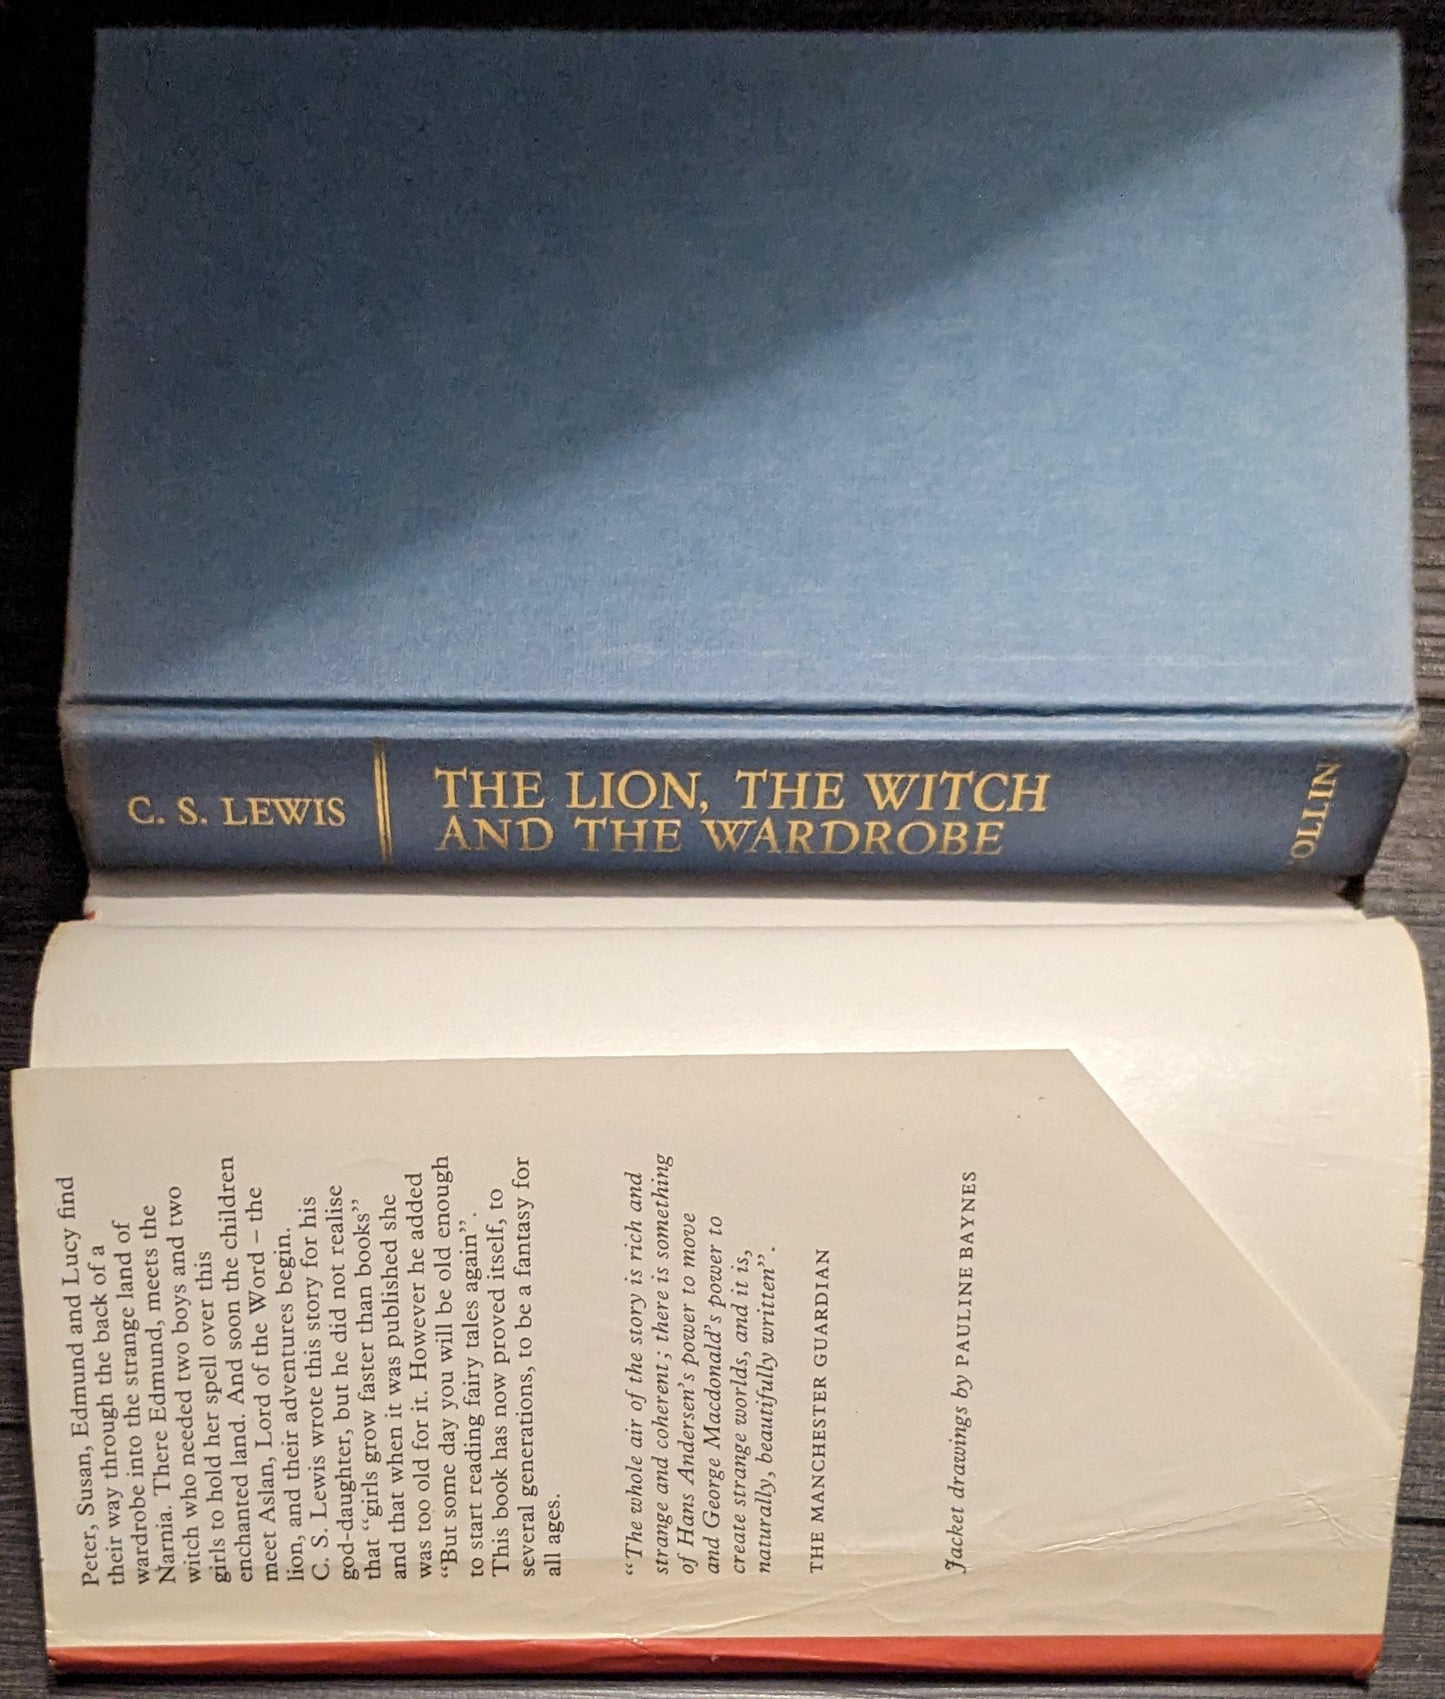 C. S. LEWIS
THE LION, THE WITCH
AND THE WARDROBE
OLLIN
Peter, Susan, Edmund and Lucy find
their way through the back of a
wardrobe into the strange land of
Narnia. There Edmund, meets the
witch who needed two boys and two
girls to hold her spell over this
enchanted land. And soon the children
meet Aslan, Lord of the Word – the
lion, and their adventures begin.
C. S. Lewis wrote this story for his
god-daughter, but he did not realise
that “girls grow faster than books”
and that when it was published she
was too old for it. However he added
“But some day you will be old enough
to start reading fairy tales again”.
This book has now proved itself, to
several generations, to be a fantasy for
all ages.
“The whole air of the story is rich and
strange and coherent; there is something
of Hans Andersen’s power to move
and George Macdonald’s power to
create strange worlds, and it is,
naturally, beautifully written”.
THE MANCHESTER GUARDIAN
Jacket drawings by PAULINE BAYNES